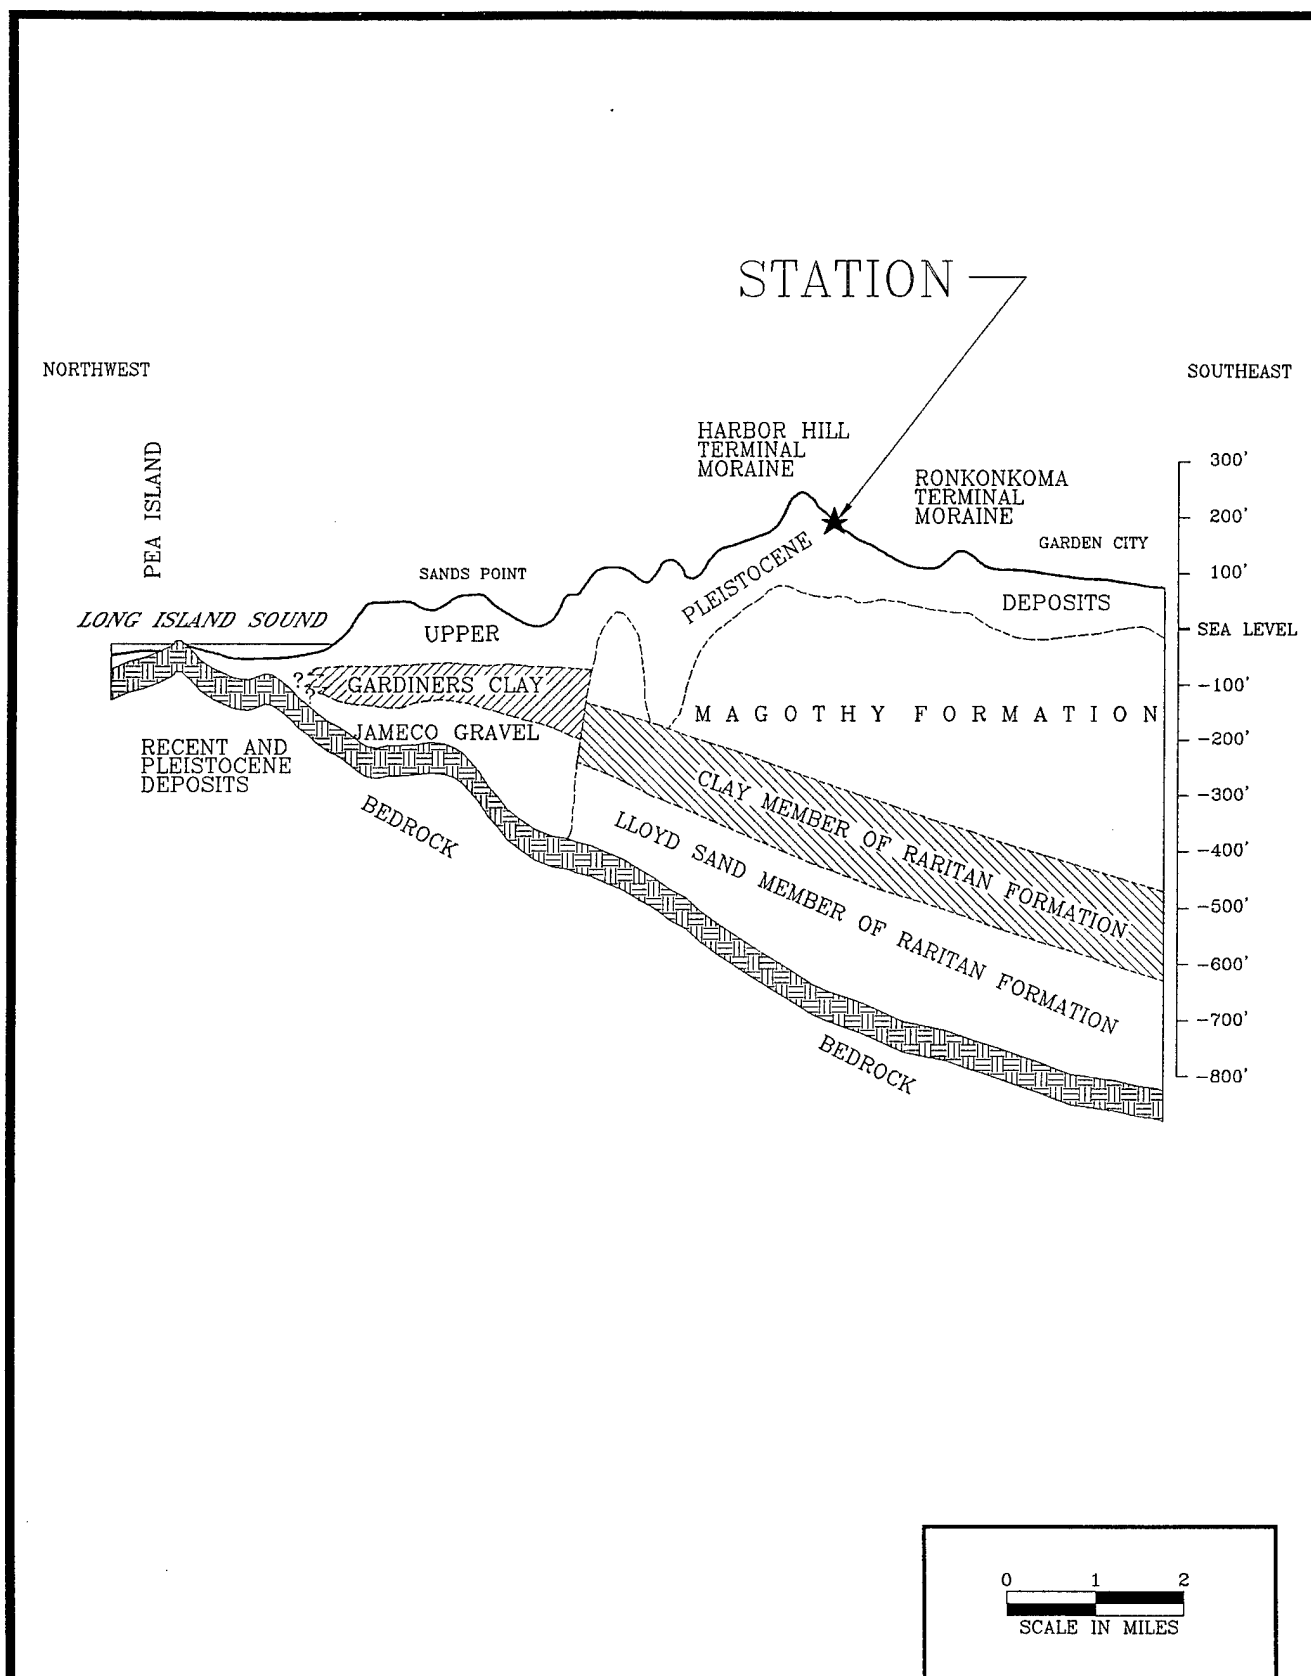 STATION
NORTHWEST
SOUTHEAST
PEA ISLAND
HARBOR HILL
TERMINAL
MORAINE
RONKONKOMA
TERMINAL
MORAINE
GARDEN CITY
SANDS POINT
LONG ISLAND SOUND
PLEISTOCENE
UPPER
DEPOSITS
300'
200'
100'
SEA LEVEL
-100'
-200'
-300'
-400'
-500'
-600'
-700'
-800'
? ?
?
GARDINERS CLAY
JAMECO GRAVEL
MAGOTHY FORMATION
RECENT AND
PLEISTOCENE
DEPOSITS
BEDROCK
CLAY MEMBER OF RARITAN FORMATION
LLOYD SAND MEMBER OF RARITAN FORMATION
BEDROCK
0 1 2
SCALE IN MILES